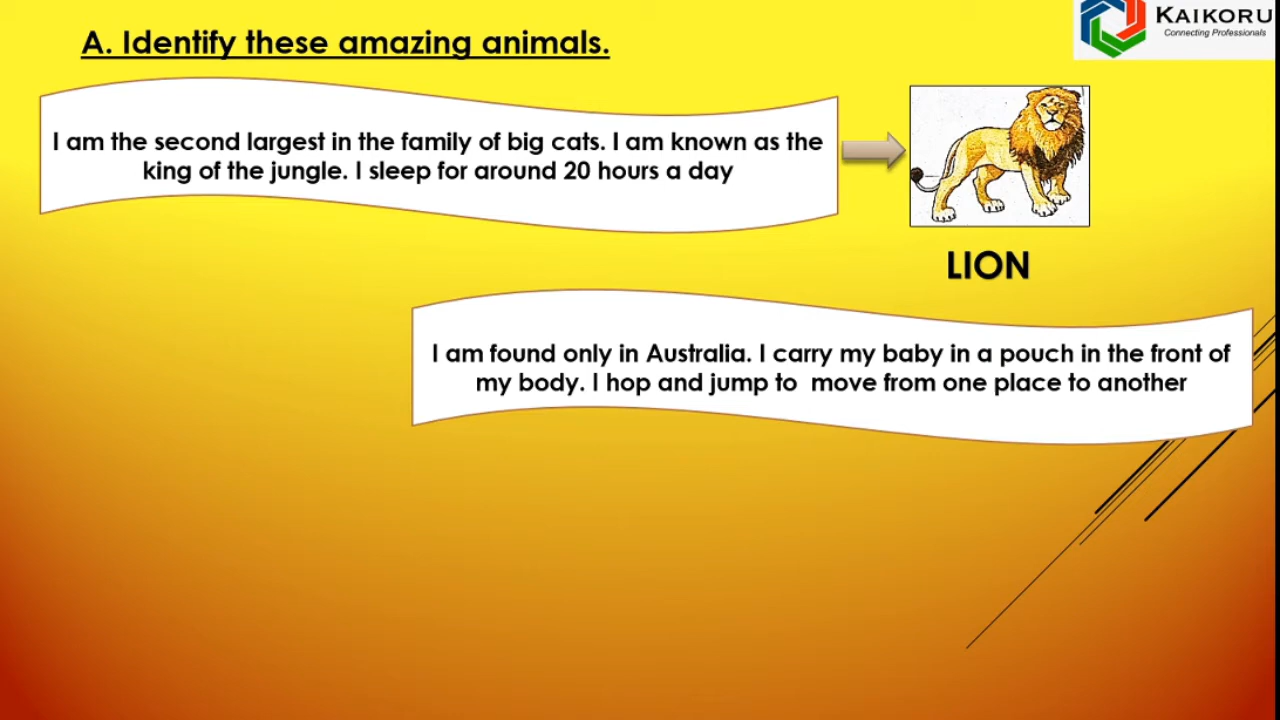 A. Identify these amazing animals.
KAIKORU
Connecting Professionals
I am the second largest in the family of big cats. I am known as the
king of the jungle. I sleep for around 20 hours a day
LION
I am found only in Australia. I carry my baby in a pouch in the front of
my body. I hop and jump to  move from one place to another